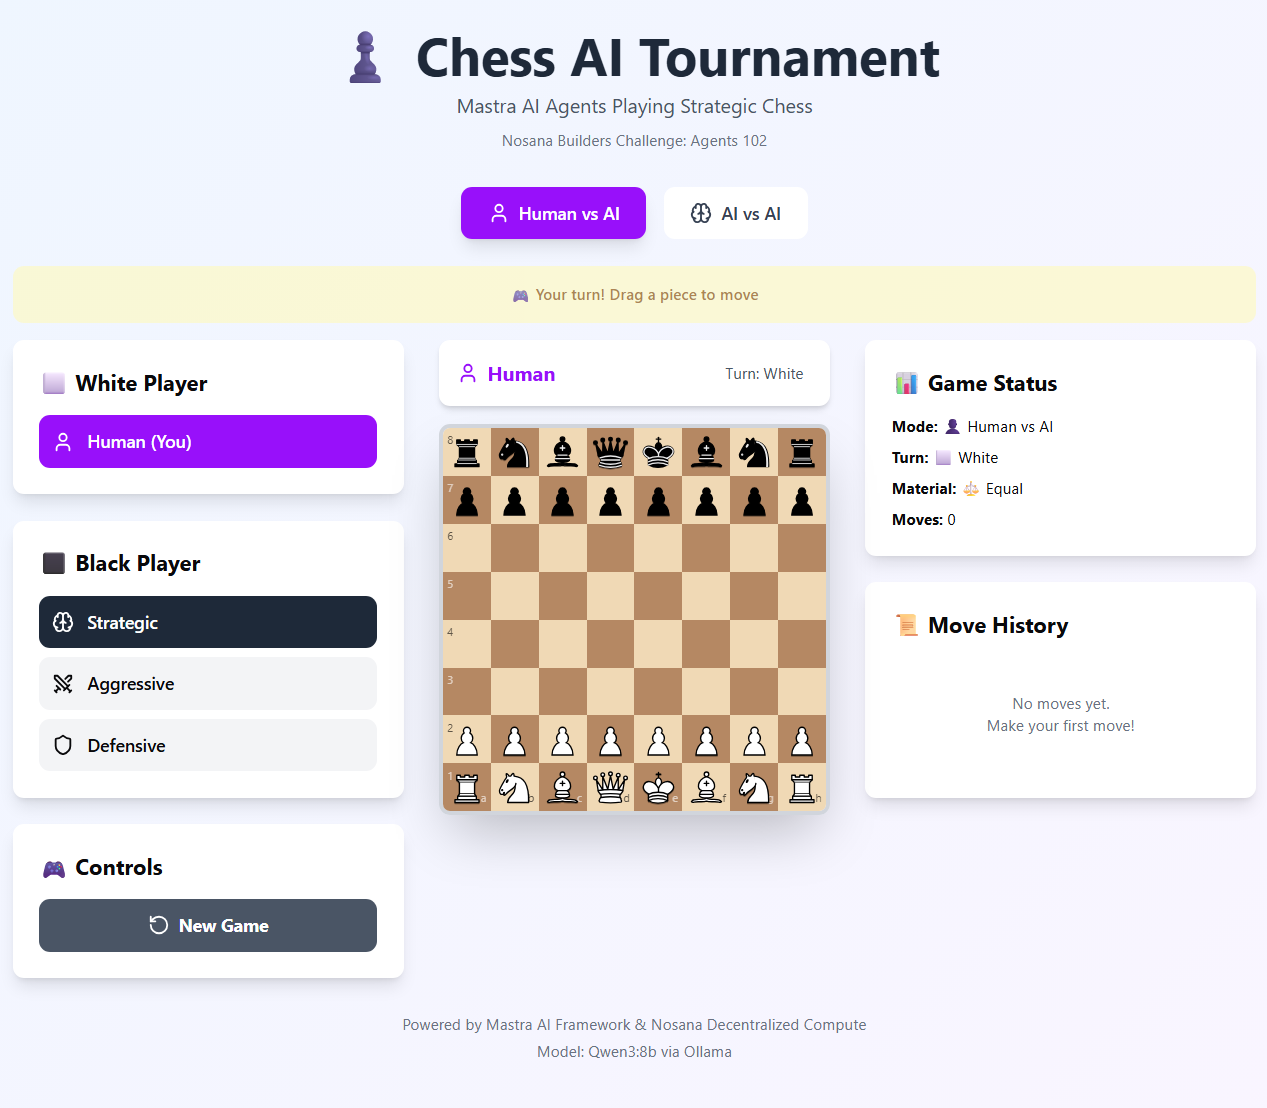 Chess AI Tournament
Mastra AI Agents Playing Strategic Chess
Nosana Builders Challenge: Agents 102
Human vs AI
AI vs AI
Your turn! Drag a piece to move
White Player
Human (You)
Black Player
Strategic
Aggressive
Defensive
Controls
New Game
Human
Turn: White
8
7
6
5
4
3
2
1
a
b
c
d
e
f
g
h
Game Status
Mode: Human vs AI
Turn: White
Material: Equal
Moves: 0
Move History
No moves yet.
Make your first move!
Powered by Mastra AI Framework & Nosana Decentralized Compute
Model: Qwen3:8b via Ollama